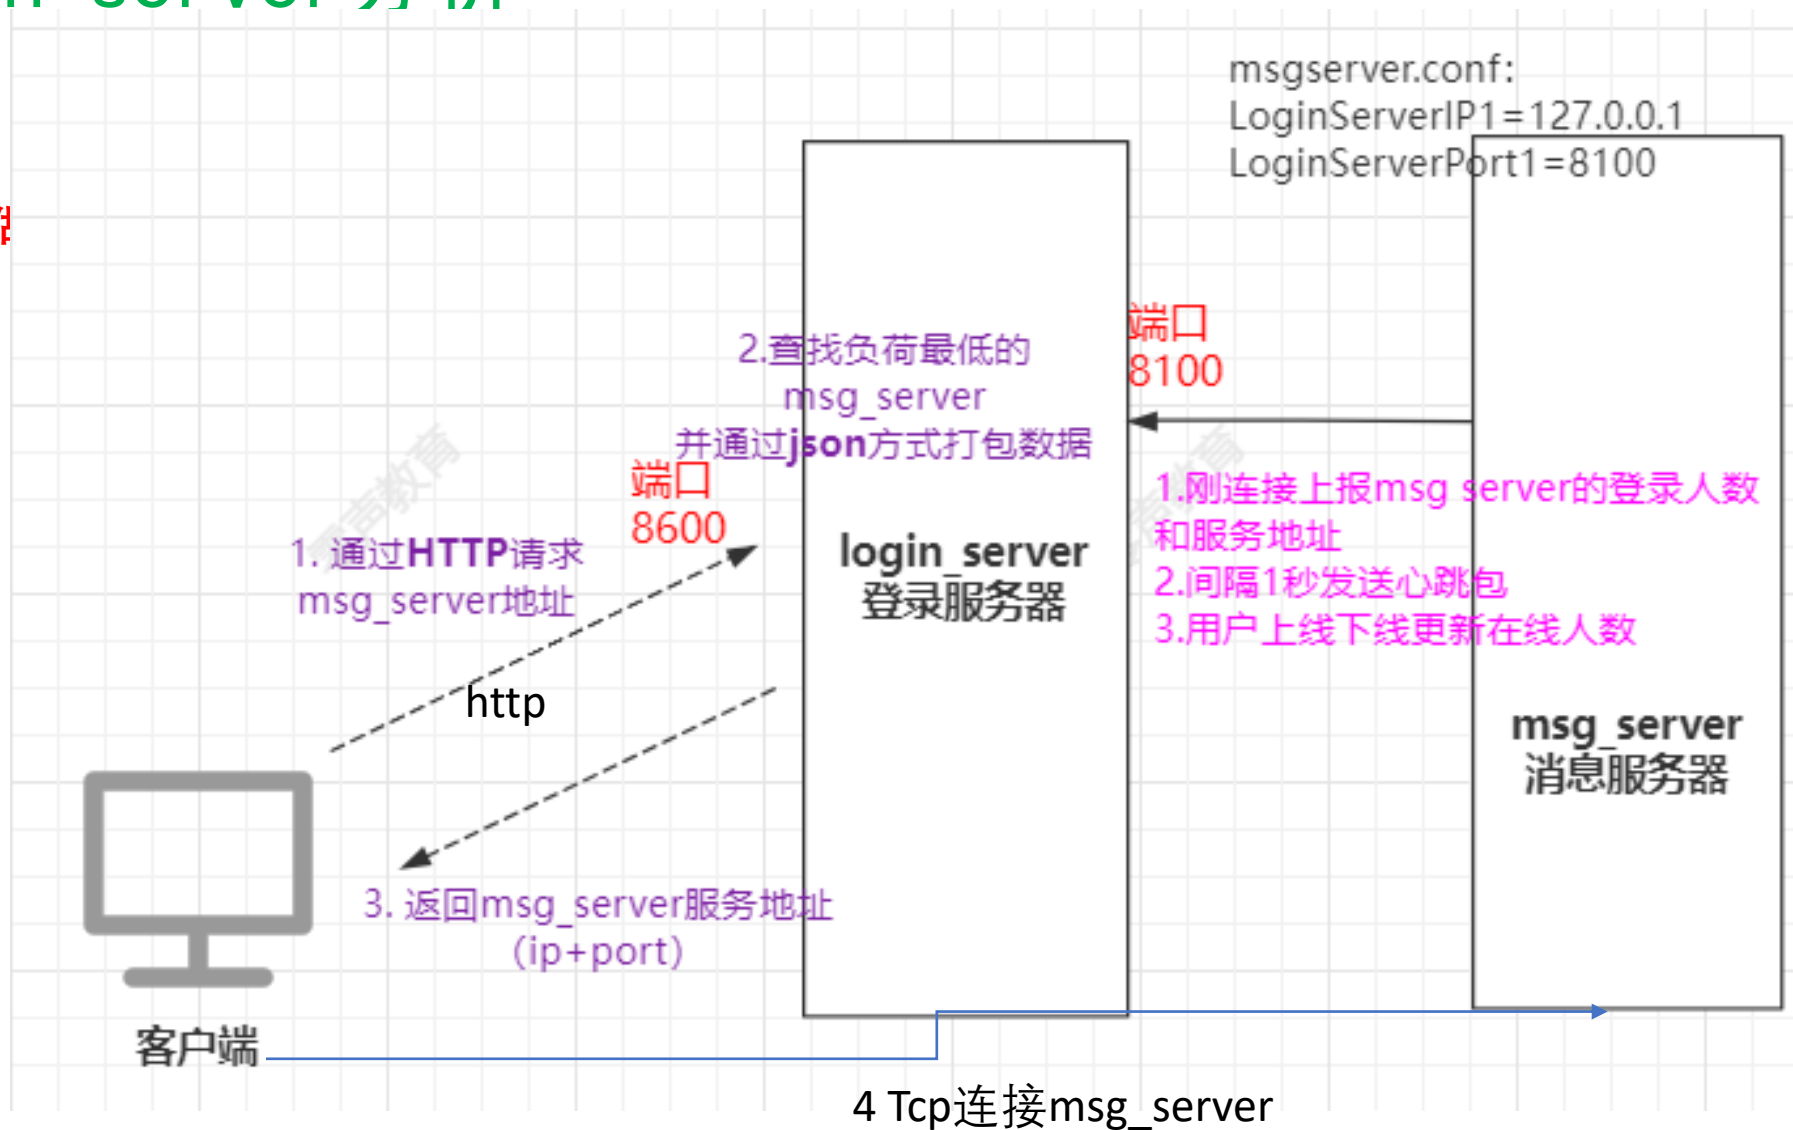 msgserver.conf:
LoginServerIP1=127.0.0.1
LoginServerPort1=8100
端口
8100
2.查找负荷最低的
msg_server
并通过json方式打包数据
端口
8600
1. 通过HTTP请求
msg_server地址
http
login_server
登录服务器
1.刚连接上报msg server的登录人数
和服务地址
2.间隔1秒发送心跳包
3.用户上线下线更新在线人数
msg_server
消息服务器
3. 返回msg_server服务地址
（ip+port）
客户端
4 Tcp连接msg_server